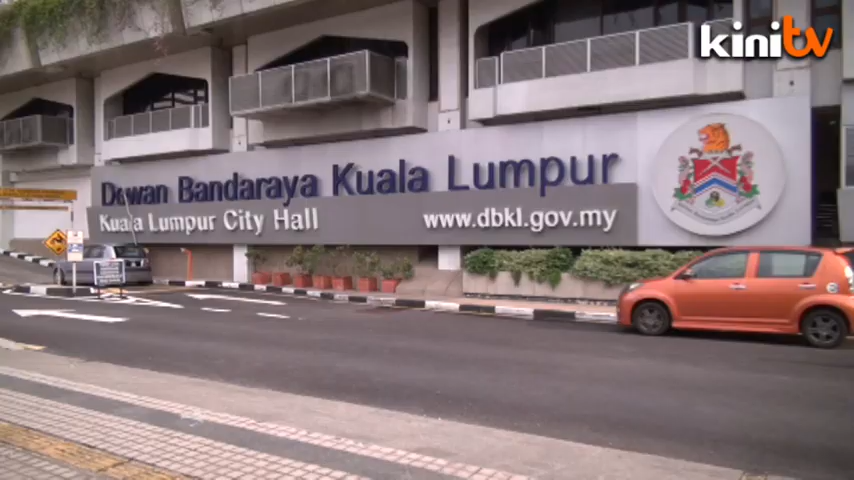 kinitv
Dewan Bandaraya Kuala Lumpur
Kuala Lumpur City Hall
www.dbkl.gov.my